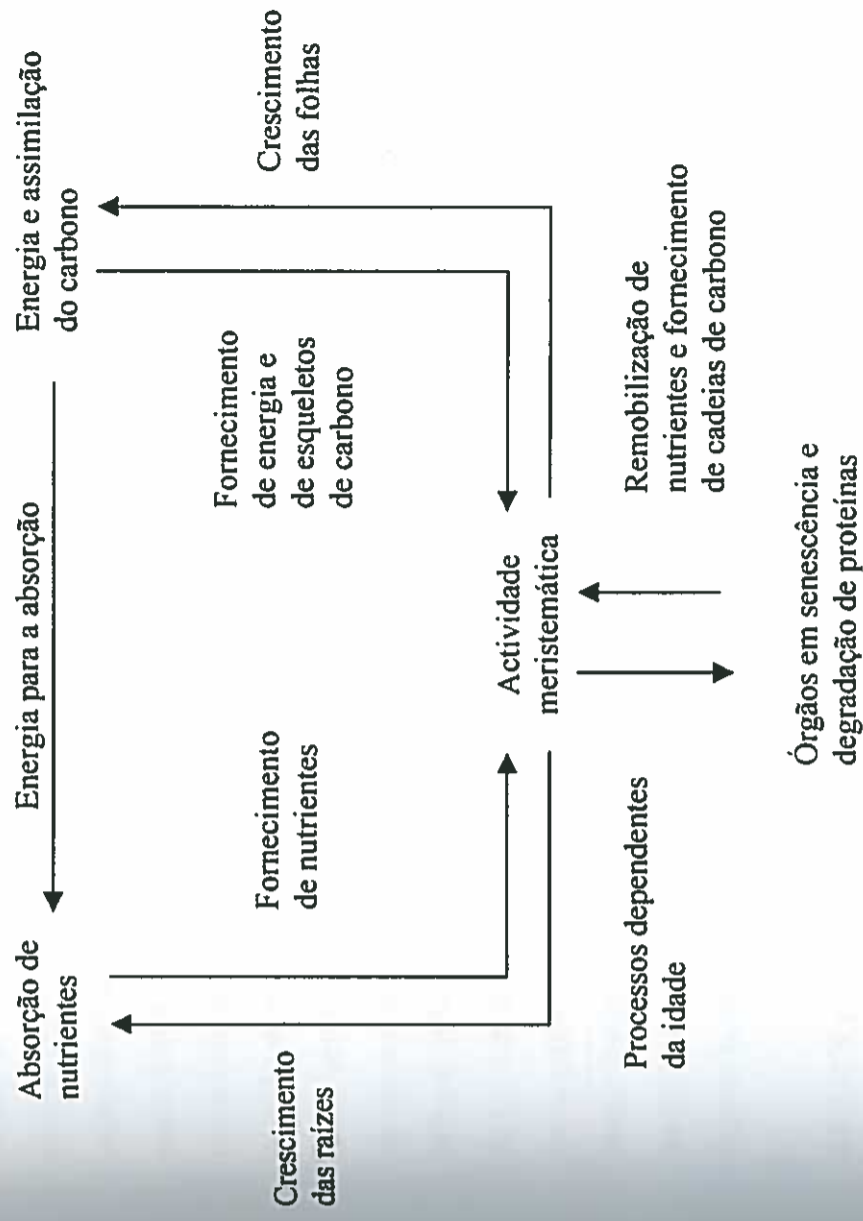 Absorção de
nutrientes
Energia para a absorção
Energia e assimilação
do carbono
Crescimento
das raízes
Fornecimento
de nutrientes
Fornecimento
de energia e
de esqueletos
de carbono
Crescimento
das folhas
Actividade
meristemática
Processos dependentes
da idade
Remobilização de
nutrientes e fornecimento
de cadeias de carbono
Órgãos em senescência e
degradação de proteínas